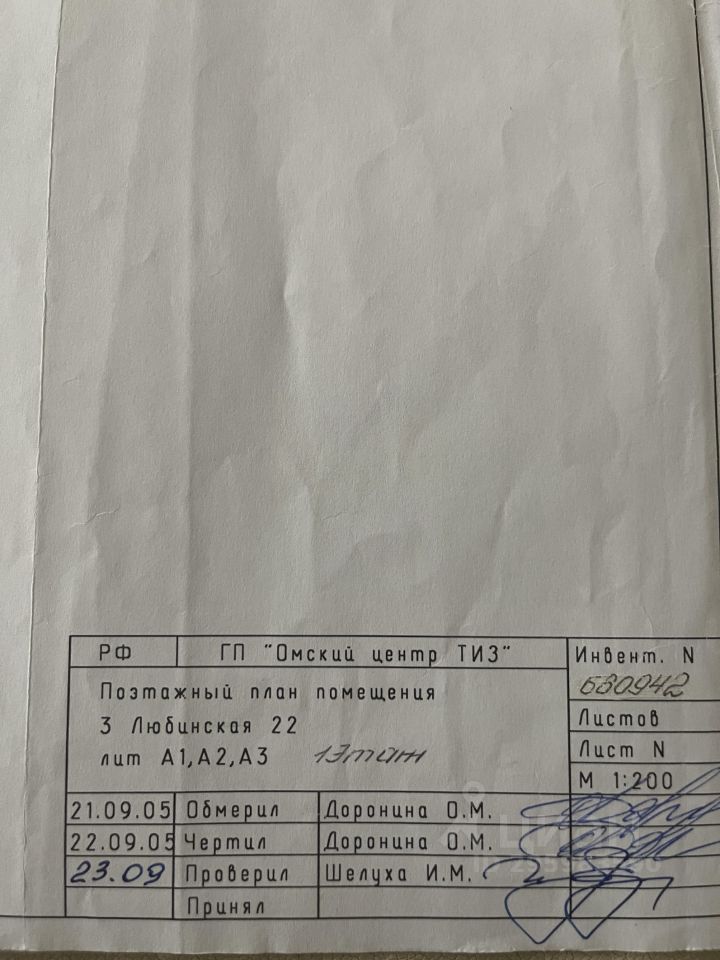 РФ ГП "Омский центр ТИЗ" Инвент. N
Поэтажный план помещения 630942
3 Любинская 22 Листов
лит А1,А2,А3 1Этаж Лист N
М 1:200
21.09.05 Обмерил Доронина О.М.
22.09.05 Чертил Доронина О.М.
23.09 Проверил Шелуха И.М.
Принял